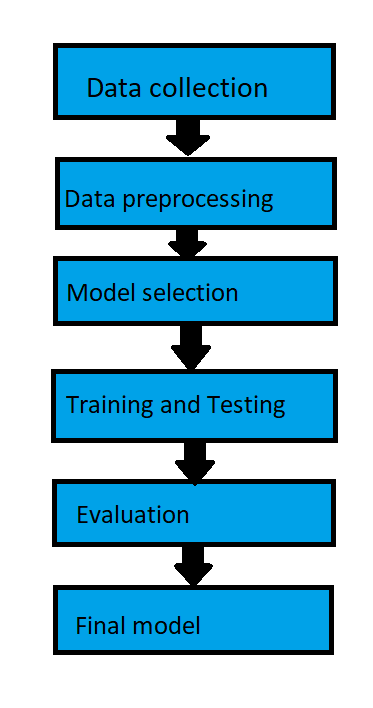 Data collection
Data preprocessing
Model selection
Training and Testing
Evaluation
Final model